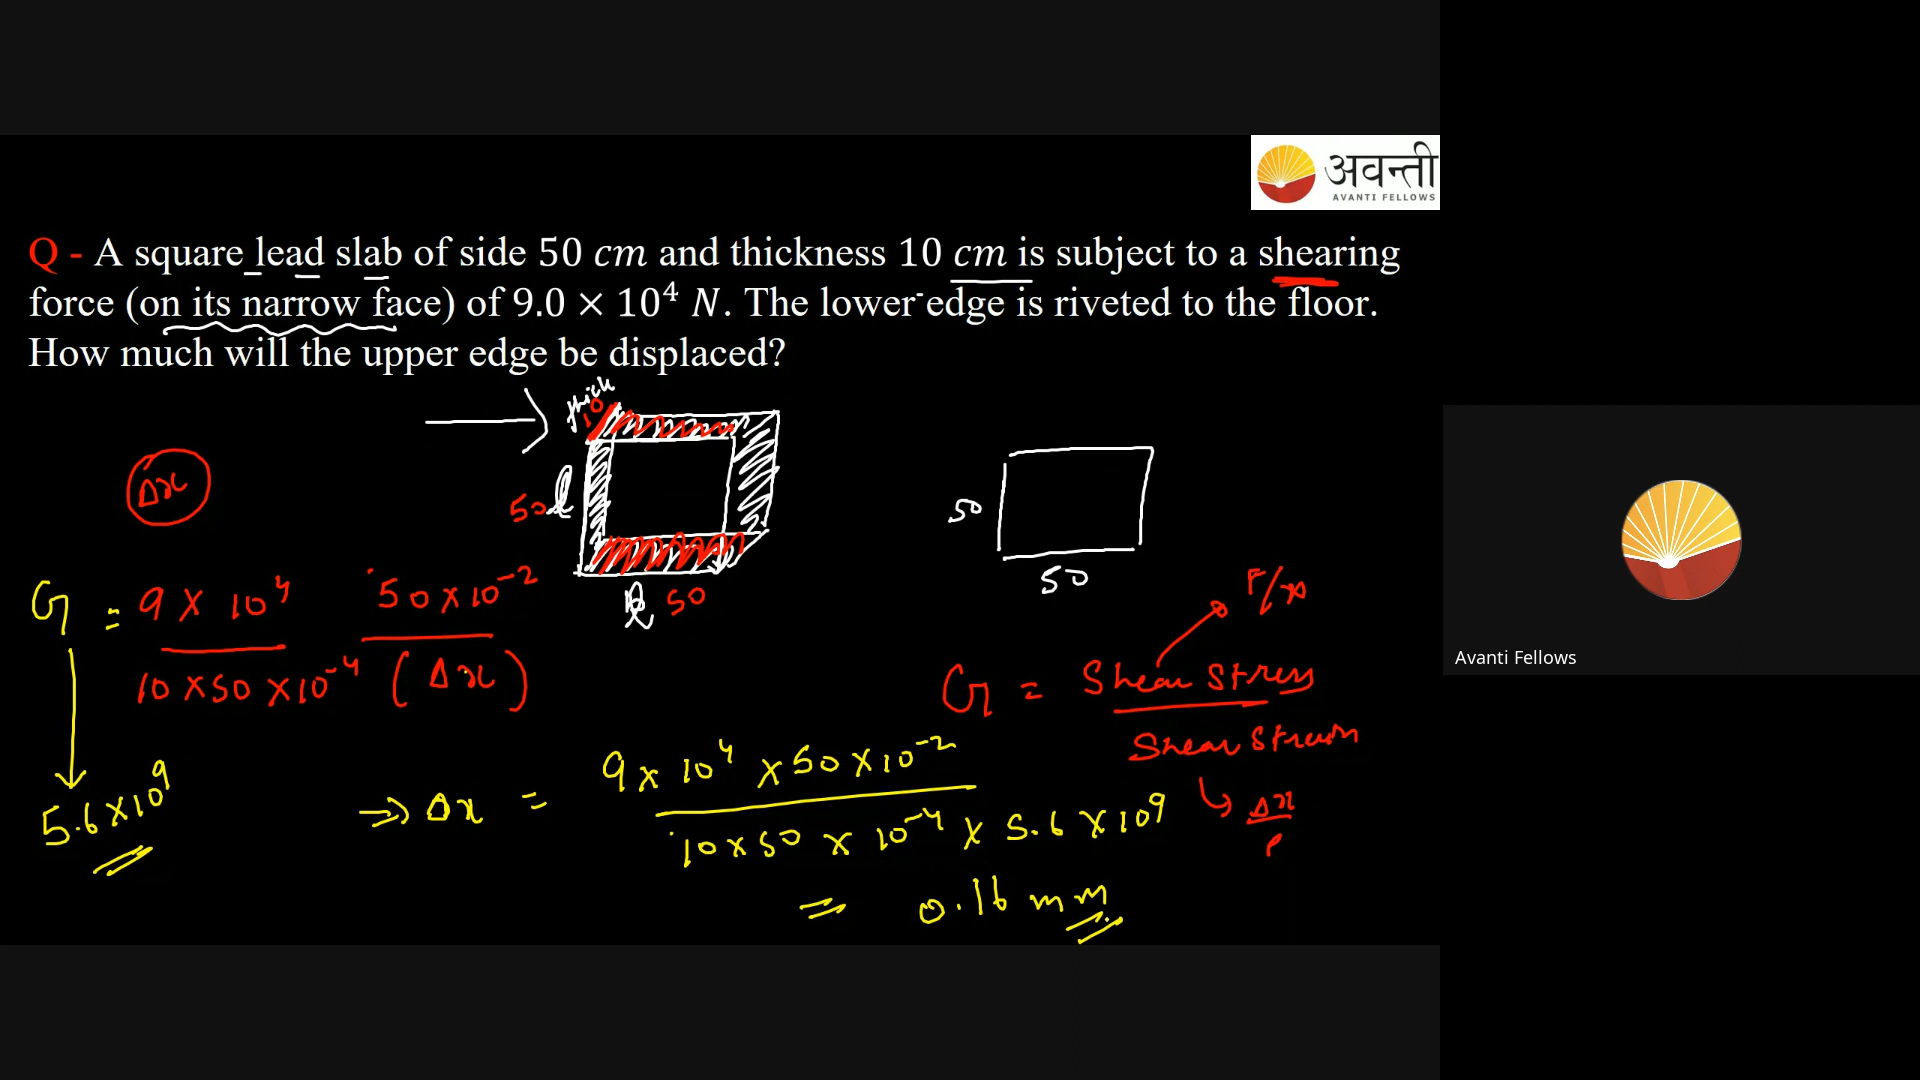 अवन्ती
AVANTI FELLOWS
Q - A square lead slab of side 50 cm and thickness 10 cm is subject to a shearing
force (on its narrow face) of 9.0 × 10⁴ N. The lower edge is riveted to the floor.
How much will the upper edge be displaced?
thick
10
Δx
50 l
50
50
50
G = 9 × 10⁴ / 10 × 50 × 10⁻⁴ 50 × 10⁻² / (Δx)
5.6 × 10⁹
G = Shear Stress / Shear Strain
Δx / l
⇒ Δx = 9 × 10⁴ × 50 × 10⁻² / 10 × 50 × 10⁻⁴ × 5.6 × 10⁹
= 0.16 mm
Avanti Fellows